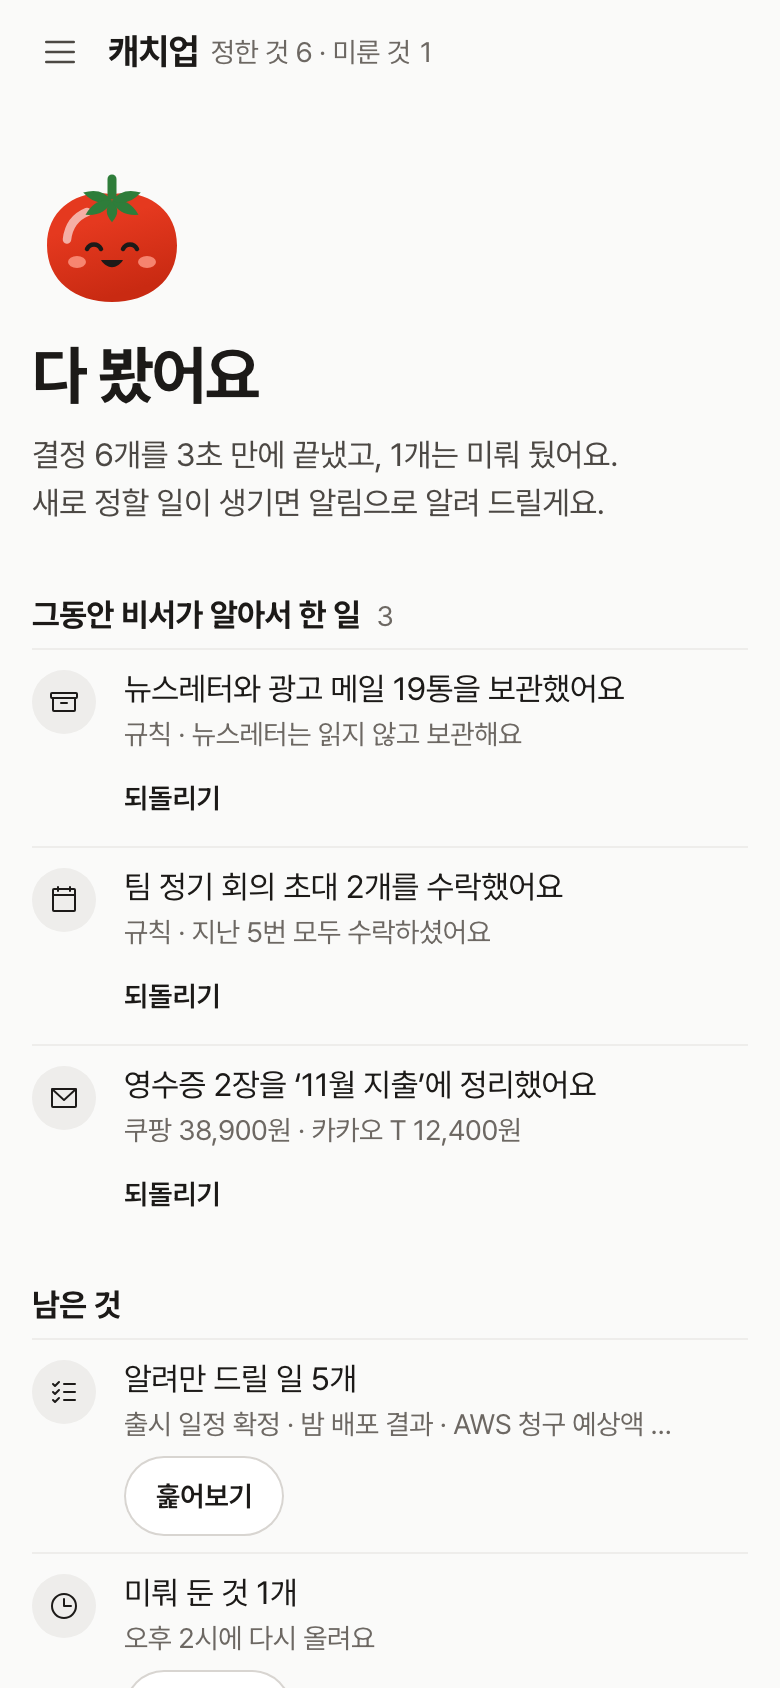 캐치업 정한 것 6 · 미룬 것 1
다 봤어요
결정 6개를 3초 만에 끝냈고, 1개는 미뤄 뒀어요.
새로 정할 일이 생기면 알림으로 알려 드릴게요.
그동안 비서가 알아서 한 일 3
뉴스레터와 광고 메일 19통을 보관했어요
규칙 · 뉴스레터는 읽지 않고 보관해요
되돌리기
팀 정기 회의 초대 2개를 수락했어요
규칙 · 지난 5번 모두 수락하셨어요
되돌리기
영수증 2장을 ‘11월 지출’에 정리했어요
쿠팡 38,900원 · 카카오 T 12,400원
되돌리기
남은 것
알려만 드릴 일 5개
출시 일정 확정 · 밤 배포 결과 · AWS 청구 예상액 ...
훑어보기
미뤄 둔 것 1개
오후 2시에 다시 올려요